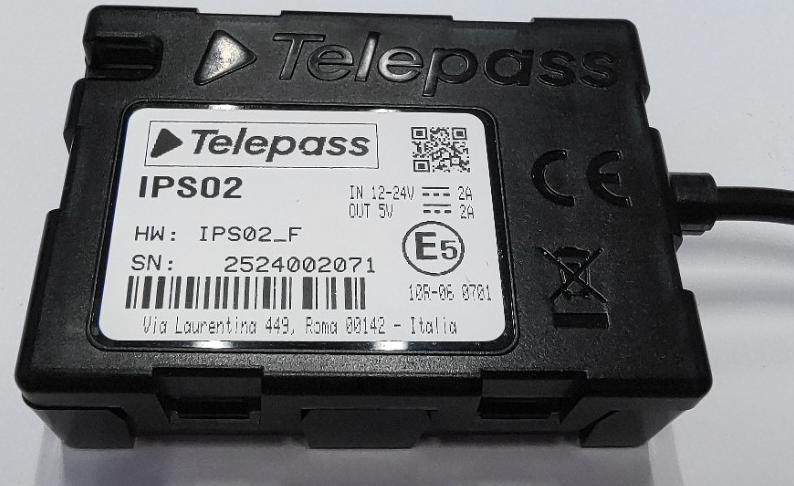 Telepass
Telepass
IPS02
IN 12-24V ⎓ 2A
OUT 5V ⎓ 2A
HW: IPS02_F
E5
SN: 2524002071
10R-06 0701
Via Laurentina 449, Roma 00142 - Italia
CE